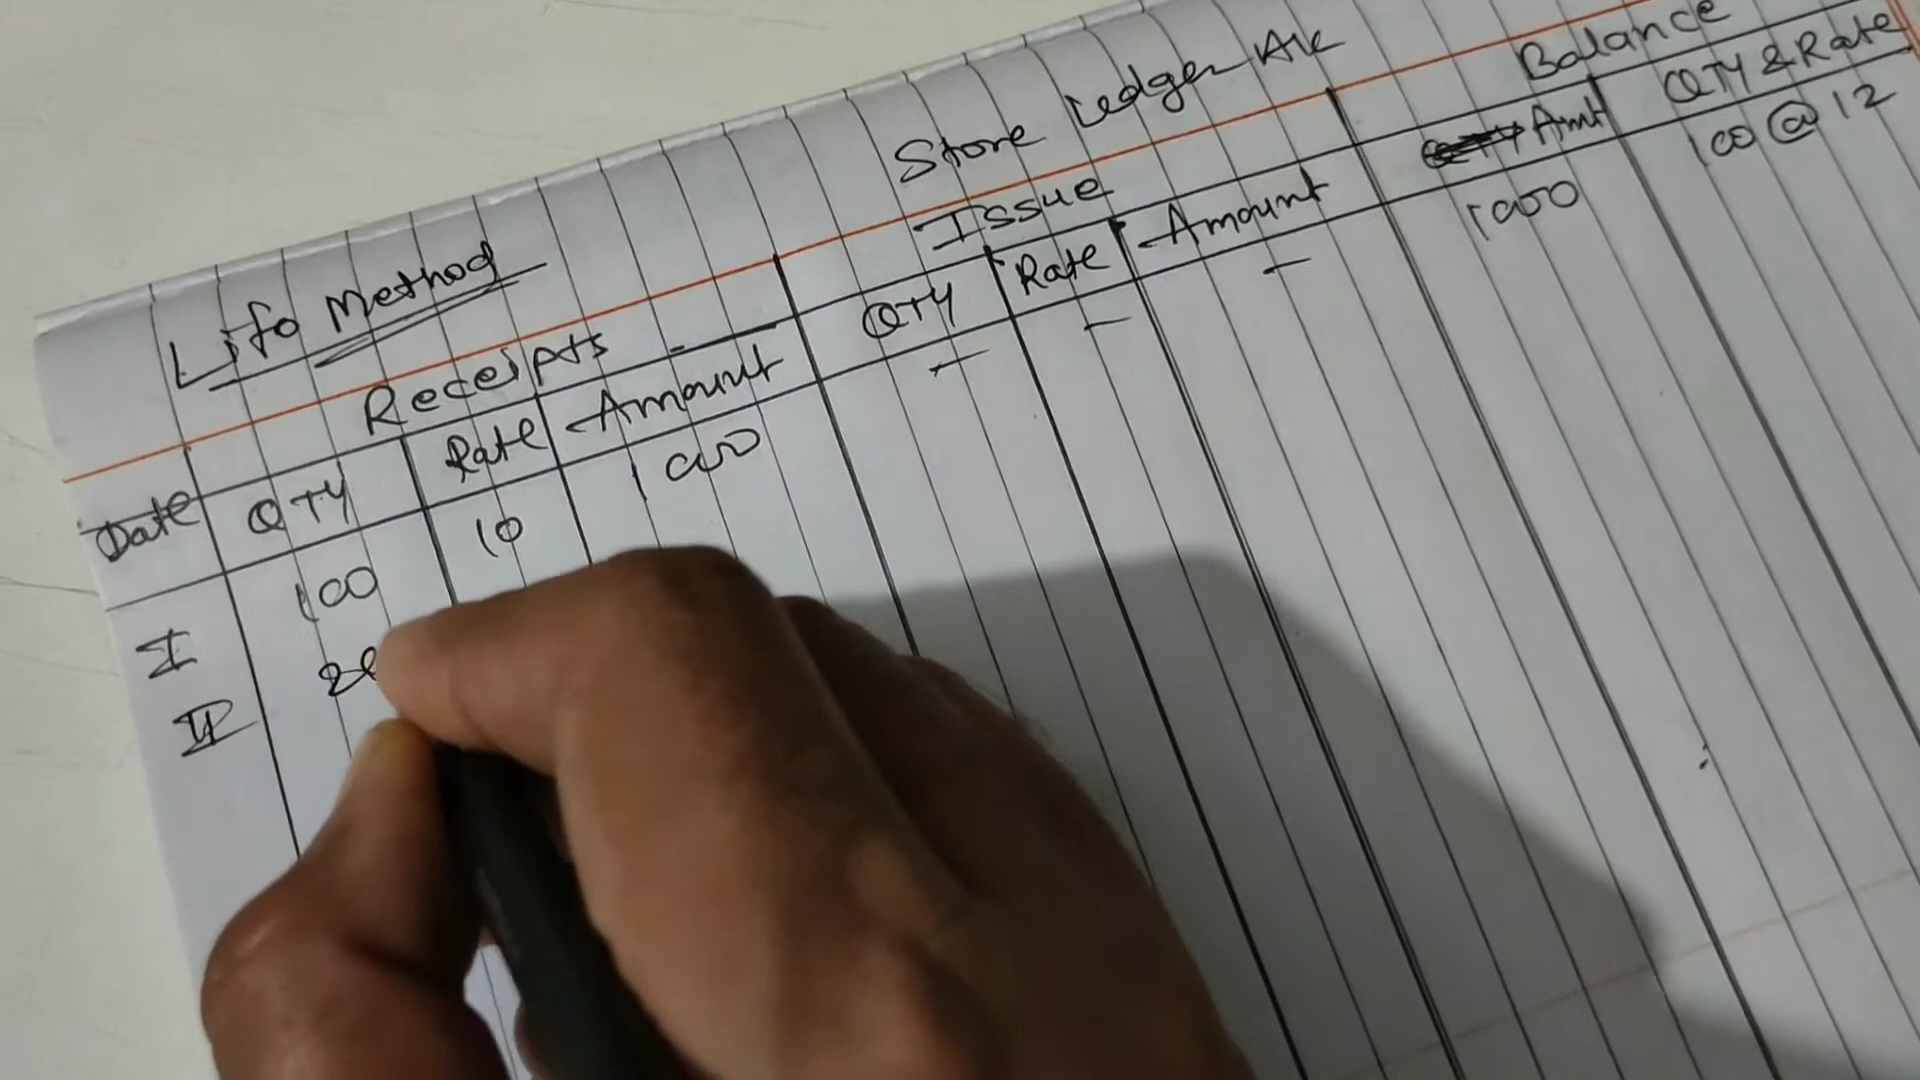 Lifo Method
Store Ledger A/c
Receipts Issue Balance
Date QTY Rate Amount QTY Rate Amount Amt QTY & Rate
I 100 10 1000 - - - 1000 100 @ 12
II 20